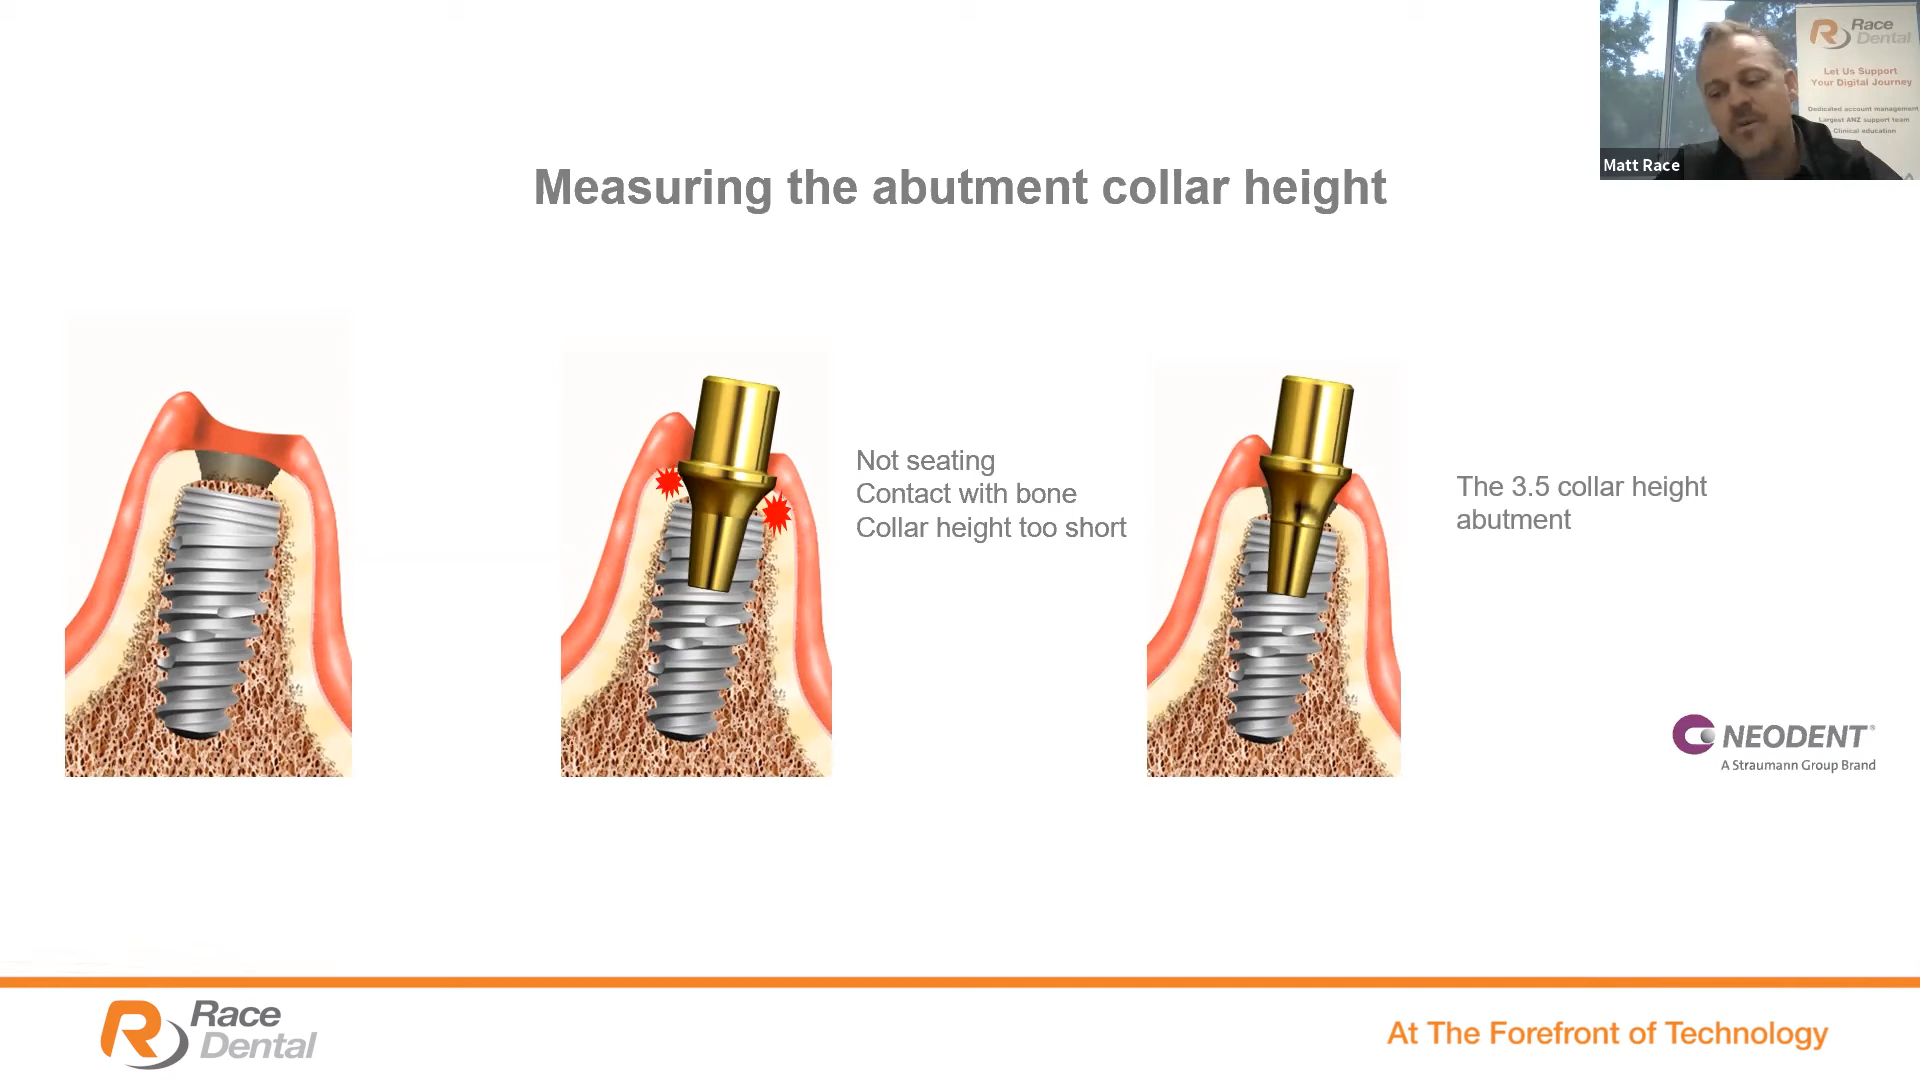 Race
Dental
Let Us Support
Your Digital Journey
Dedicated account management
Largest ANZ support team
Clinical education
Matt Race
Measuring the abutment collar height
Not seating
Contact with bone
Collar height too short
The 3.5 collar height
abutment
NEODENT®
A Straumann Group Brand
Race
Dental
At The Forefront of Technology